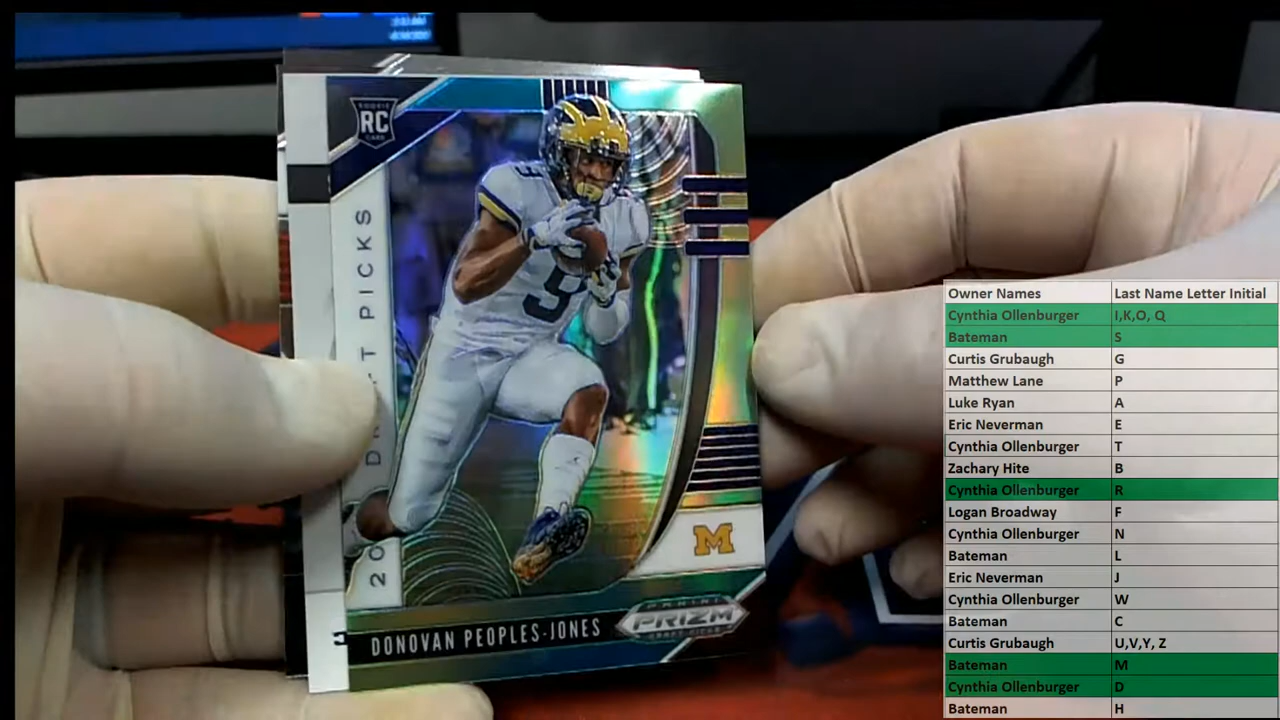 ROOKIE
RC
CARD
9
DRAFT PICKS
20
M
PANINI
PRIZM
DRAFT PICKS
DONOVAN PEOPLES-JONES
Owner Names Last Name Letter Initial
Cynthia Ollenburger I,K,O, Q
Bateman S
Curtis Grubaugh G
Matthew Lane P
Luke Ryan A
Eric Neverman E
Cynthia Ollenburger T
Zachary Hite B
Cynthia Ollenburger R
Logan Broadway F
Cynthia Ollenburger N
Bateman L
Eric Neverman J
Cynthia Ollenburger W
Bateman C
Curtis Grubaugh U,V,Y, Z
Bateman M
Cynthia Ollenburger D
Bateman H